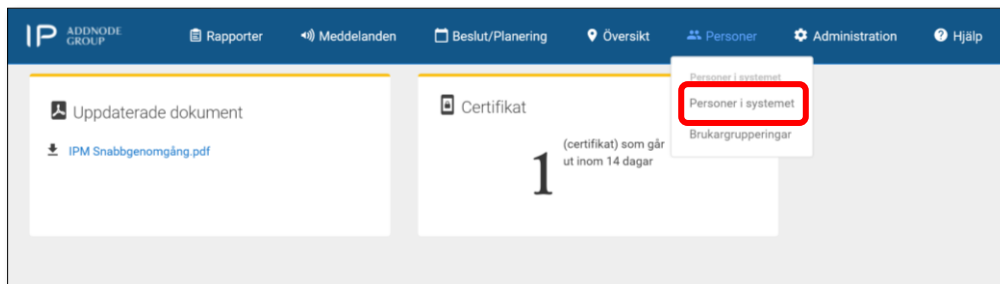 IP ADDNODE GROUP
Rapporter
Meddelanden
Beslut/Planering
Översikt
Personer
Administration
Hjälp
Personer i systemet
Personer i systemet
Brukargrupperingar
Uppdaterade dokument
IPM Snabbgenomgång.pdf
Certifikat
1
(certifikat) som går
ut inom 14 dagar